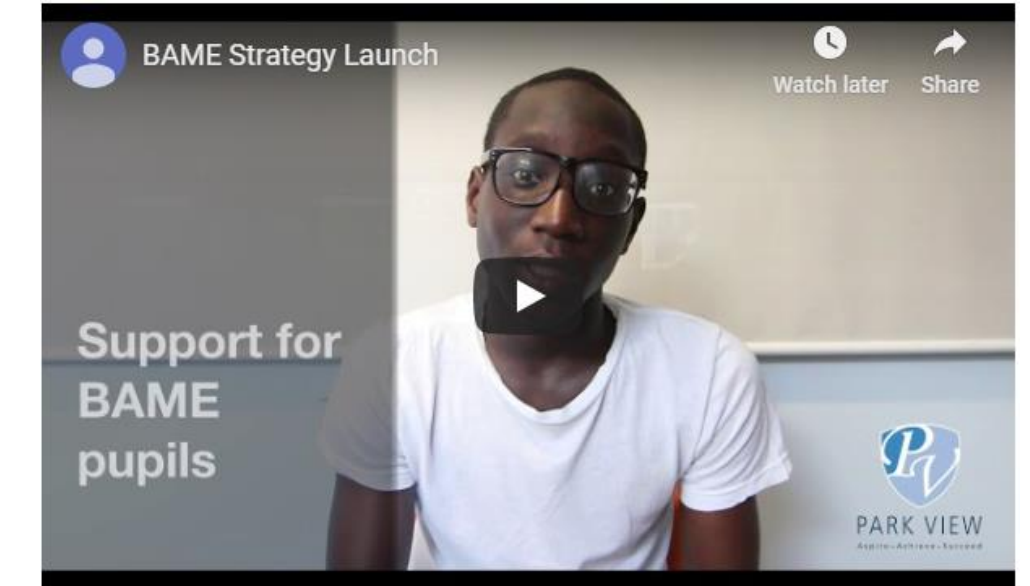 BAME Strategy Launch
Watch later
Share
Support for
BAME
pupils
PV
PARK VIEW
Aspire~Achieve~Succeed